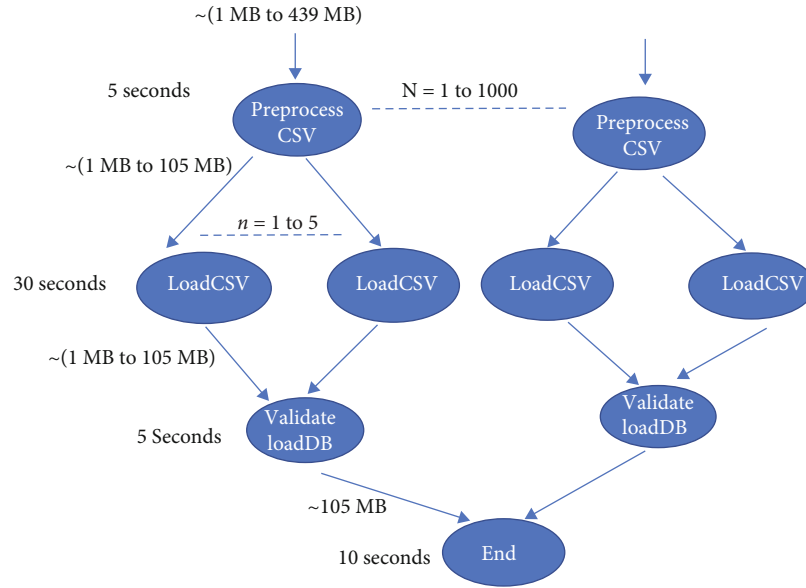 ~(1 MB to 439 MB)
5 seconds
Preprocess
CSV
N = 1 to 1000
Preprocess
CSV
~(1 MB to 105 MB)
n = 1 to 5
30 seconds
LoadCSV
LoadCSV
LoadCSV
LoadCSV
~(1 MB to 105 MB)
5 Seconds
Validate
loadDB
Validate
loadDB
~105 MB
10 seconds
End